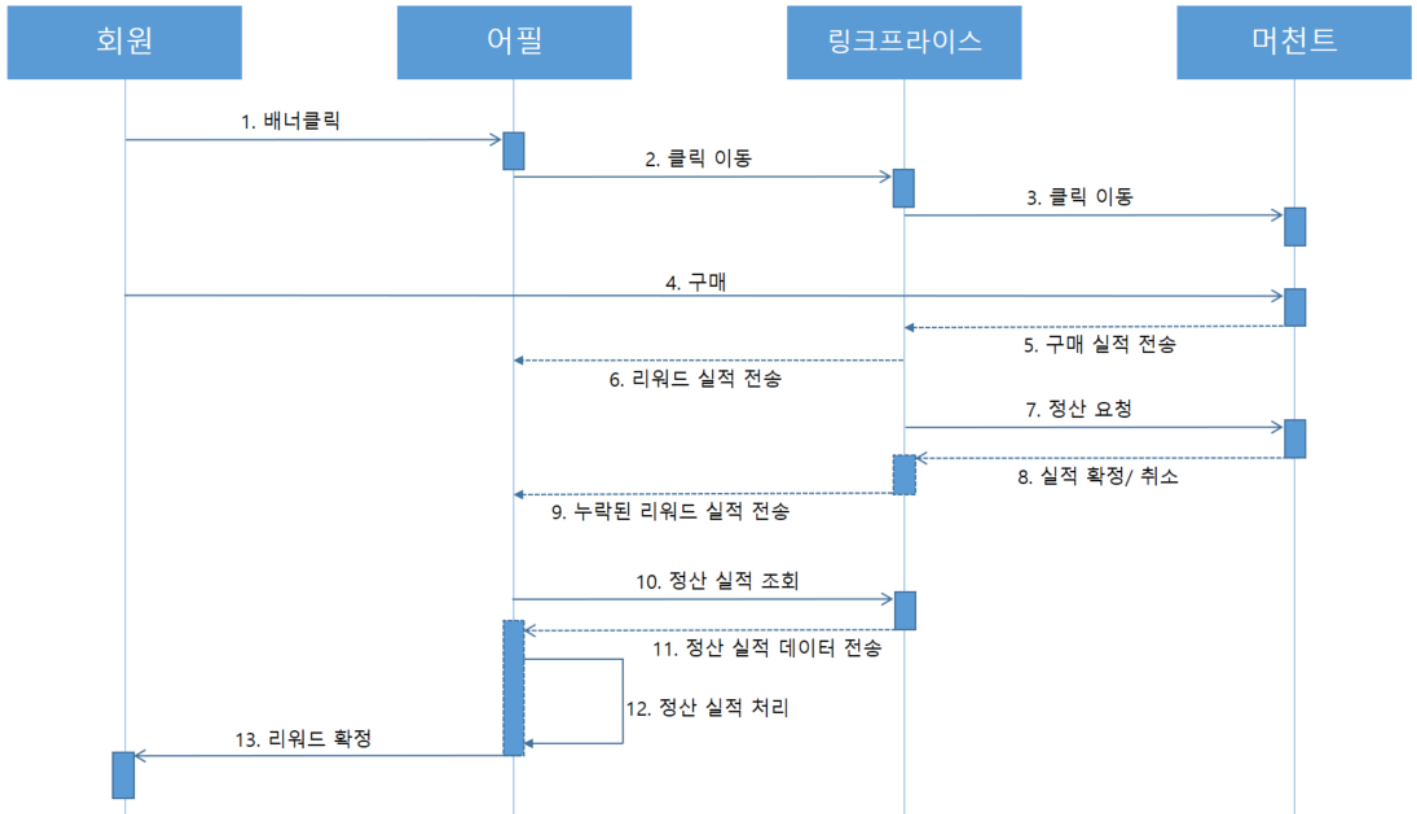 회원
어필
링크프라이스
머천트
1. 배너클릭
2. 클릭 이동
3. 클릭 이동
4. 구매
5. 구매 실적 전송
6. 리워드 실적 전송
7. 정산 요청
8. 실적 확정/ 취소
9. 누락된 리워드 실적 전송
10. 정산 실적 조회
11. 정산 실적 데이터 전송
12. 정산 실적 처리
13. 리워드 확정